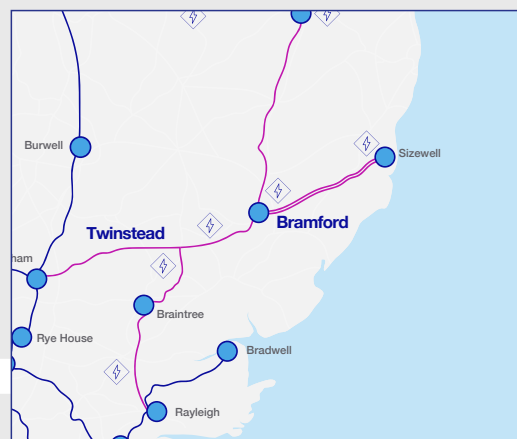 Burwell
Sizewell
Bramford
Twinstead
ham
Braintree
Rye House
Bradwell
Rayleigh